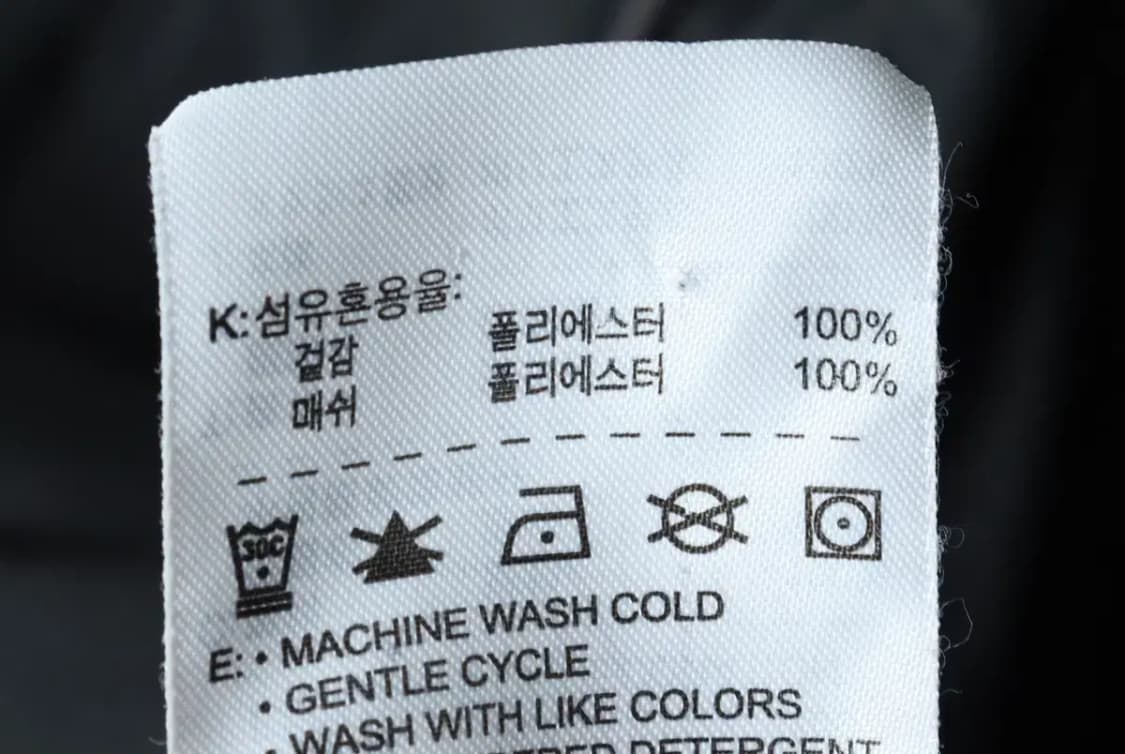 K: 섬유혼용율:
겉감 폴리에스터 100%
매쉬 폴리에스터 100%
30C
E: • MACHINE WASH COLD
• GENTLE CYCLE
• WASH WITH LIKE COLORS
DETERGENT